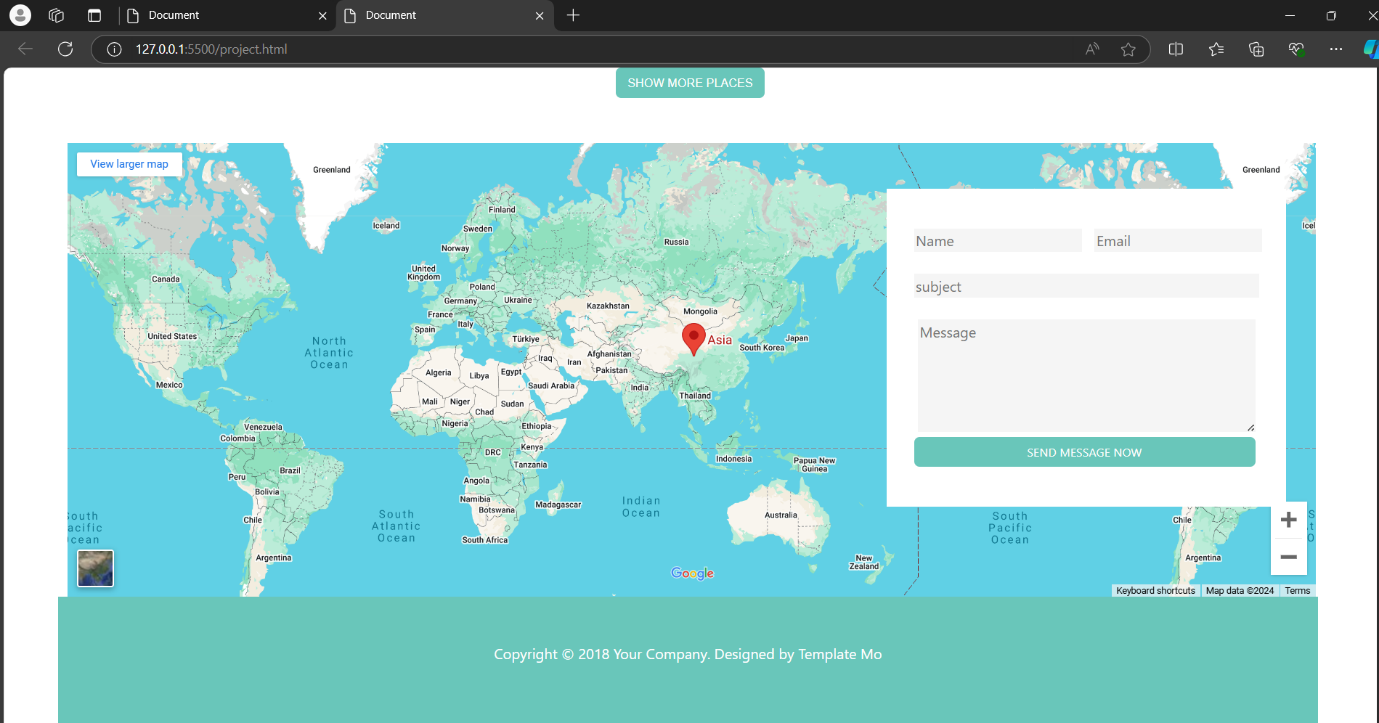 Document
Document
127.0.0.1:5500/project.html
SHOW MORE PLACES
View larger map
Greenland
Greenland
Iceland
Finland
Sweden
Norway
Russia
Canada
United
Kingdom
Poland
Germany
Ukraine
France
Kazakhstan
Mongolia
Spain
Italy
Türkiye
United States
North
Atlantic
Ocean
Asia
South Korea
Japan
Iraq
Iran
Afghanistan
Pakistan
Algeria
Libya
Egypt
Saudi Arabia
Mexico
India
Mali
Niger
Sudan
Chad
Thailand
Nigeria
Ethiopia
Venezuela
Colombia
Kenya
DRC
Tanzania
Indonesia
Papua New
Guinea
Brazil
Peru
Bolivia
Angola
Namibia
Botswana
Madagascar
Indian
Ocean
Australia
South
Atlantic
Ocean
Chile
South Africa
Argentina
New
Zealand
South
Pacific
Ocean
Chile
Argentina
outh
acific
cean
Icel
Name
Email
subject
Message
SEND MESSAGE NOW
Google
Keyboard shortcuts
Map data ©2024
Terms
Copyright © 2018 Your Company. Designed by Template Mo